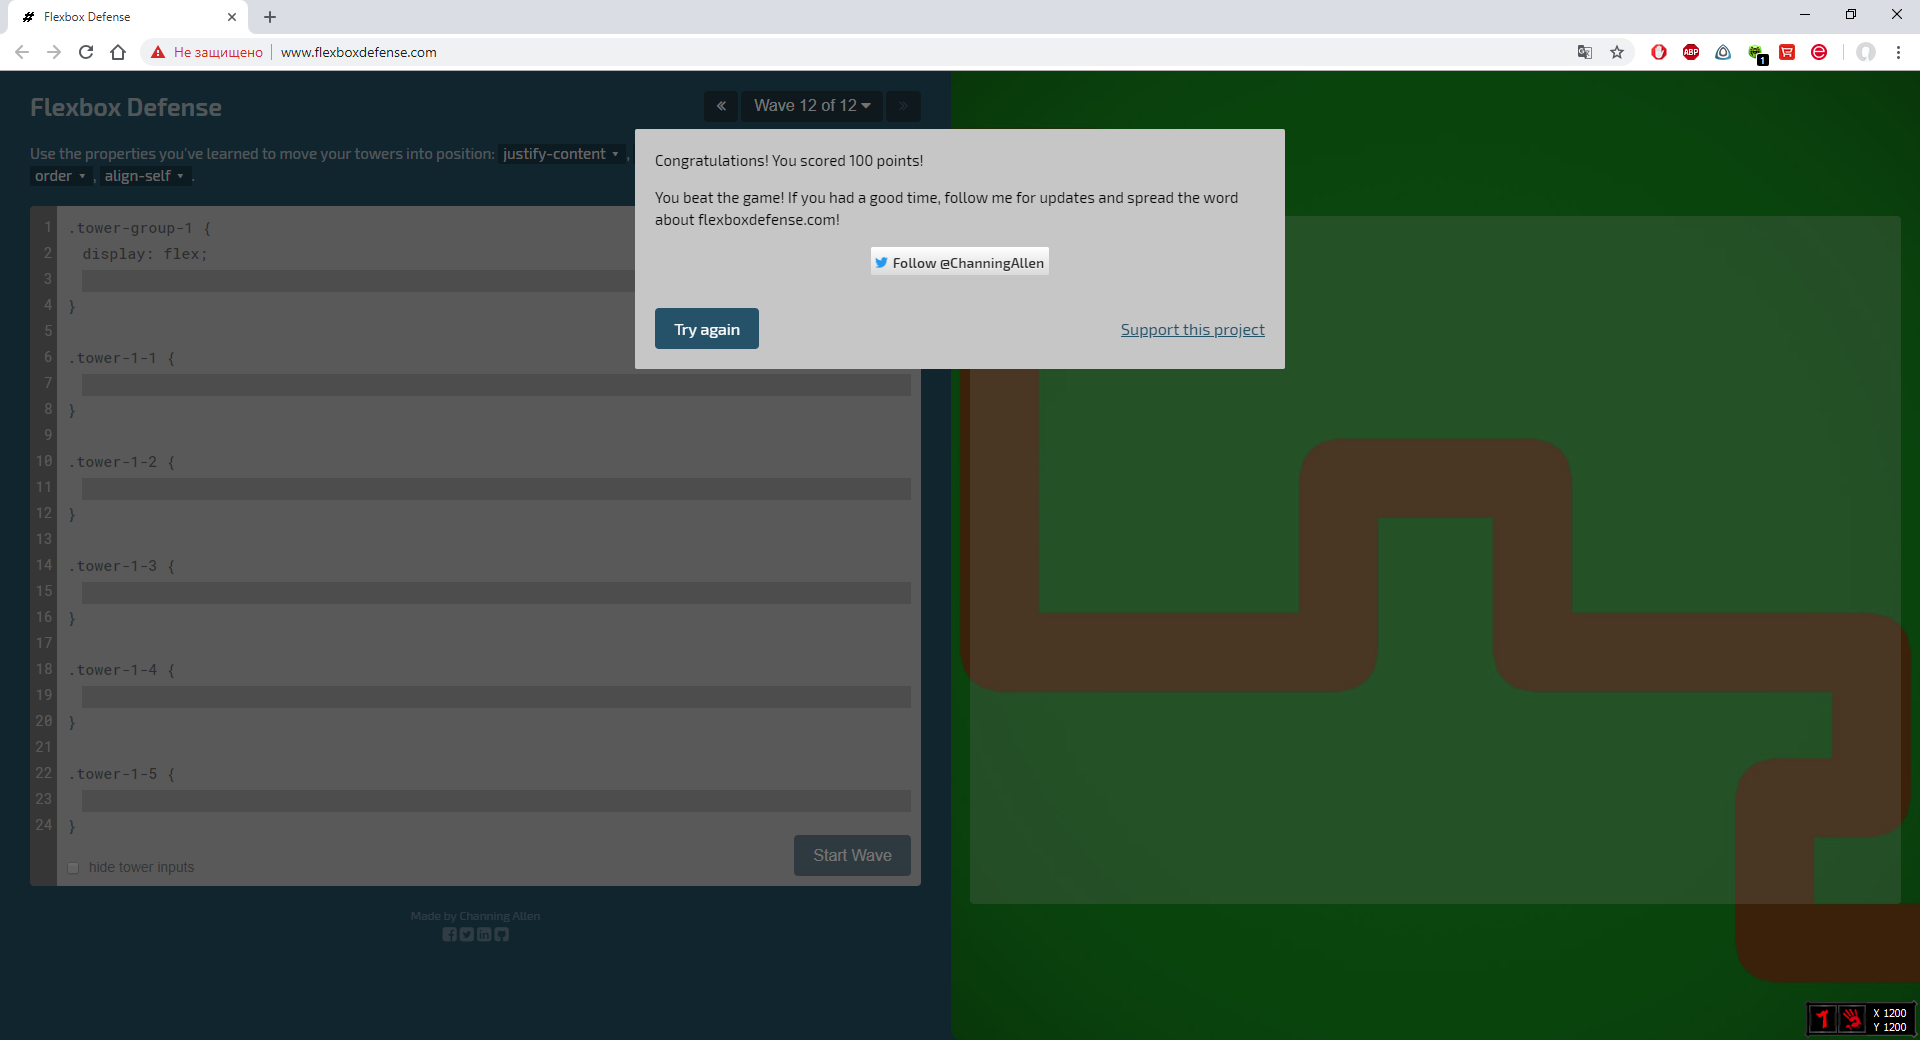 Flexbox Defense
Не защищено
www.flexboxdefense.com
ABP
1
Flexbox Defense
« Wave 12 of 12 »
Use the properties you've learned to move your towers into position: justify-content ,
order , align-self .
Congratulations! You scored 100 points!
You beat the game! If you had a good time, follow me for updates and spread the word
about flexboxdefense.com!
Follow @ChanningAllen
Try again
Support this project
1 .tower-group-1 {
2 display: flex;
3
4 }
5
6 .tower-1-1 {
7
8 }
9
10 .tower-1-2 {
11
12 }
13
14 .tower-1-3 {
15
16 }
17
18 .tower-1-4 {
19
20 }
21
22 .tower-1-5 {
23
24 }
hide tower inputs
Start Wave
Made by Channing Allen
X 1200
Y 1200